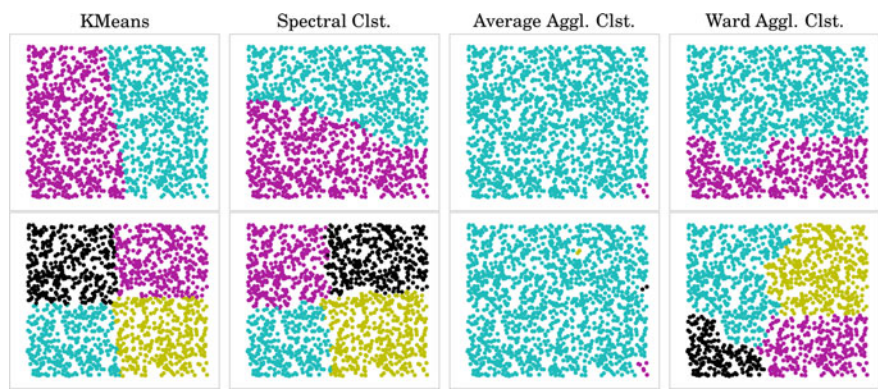 KMeans
Spectral Clst.
Average Aggl. Clst.
Ward Aggl. Clst.